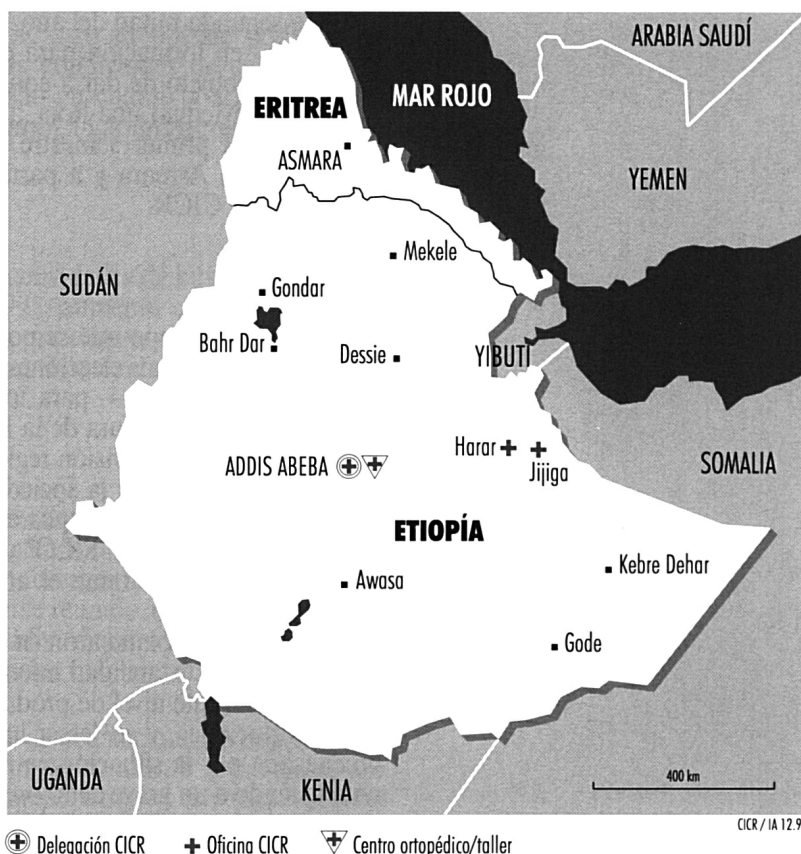 ARABIA SAUDÍ
MAR ROJO
ERITREA
ASMARA
YEMEN
SUDÁN
Mekele
Gondar
Bahr Dar
Dessie
YIBUTI
Harar
Jijiga
ADDIS ABEBA
SOMALIA
ETIOPÍA
Kebre Dehar
Awasa
Gode
UGANDA
KENIA
400 km
CICR / IA 12.9
Delegación CICR
Oficina CICR
Centro ortopédico/taller